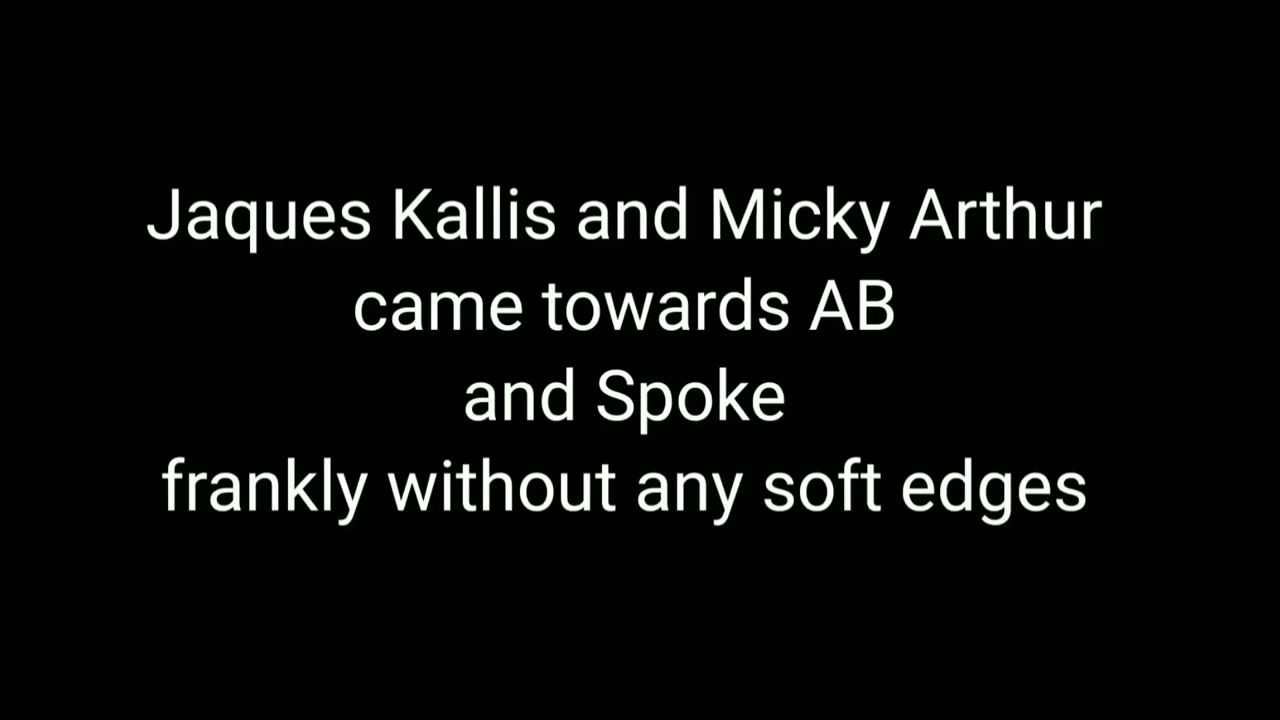 Jaques Kallis and Micky Arthur
came towards AB
and Spoke
frankly without any soft edges